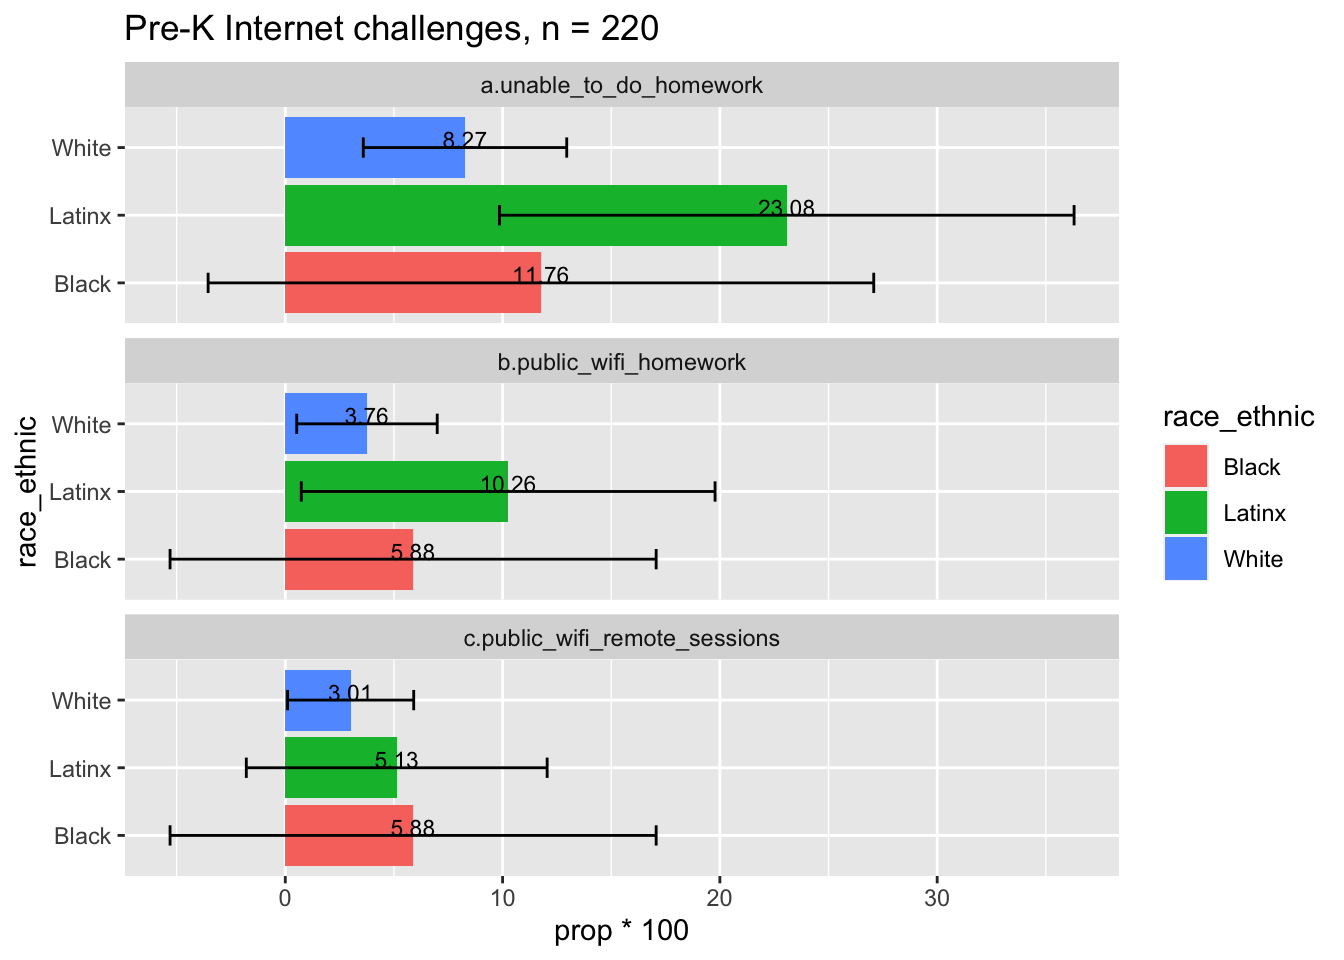 Pre-K Internet challenges, n = 220
a.unable_to_do_homework
White
8.27
Latinx
23.08
Black
11.76
b.public_wifi_homework
White
3.76
Latinx
10.26
Black
5.88
c.public_wifi_remote_sessions
White
3.01
Latinx
5.13
Black
5.88
0 10 20 30
prop * 100
race_ethnic
race_ethnic
Black
Latinx
White